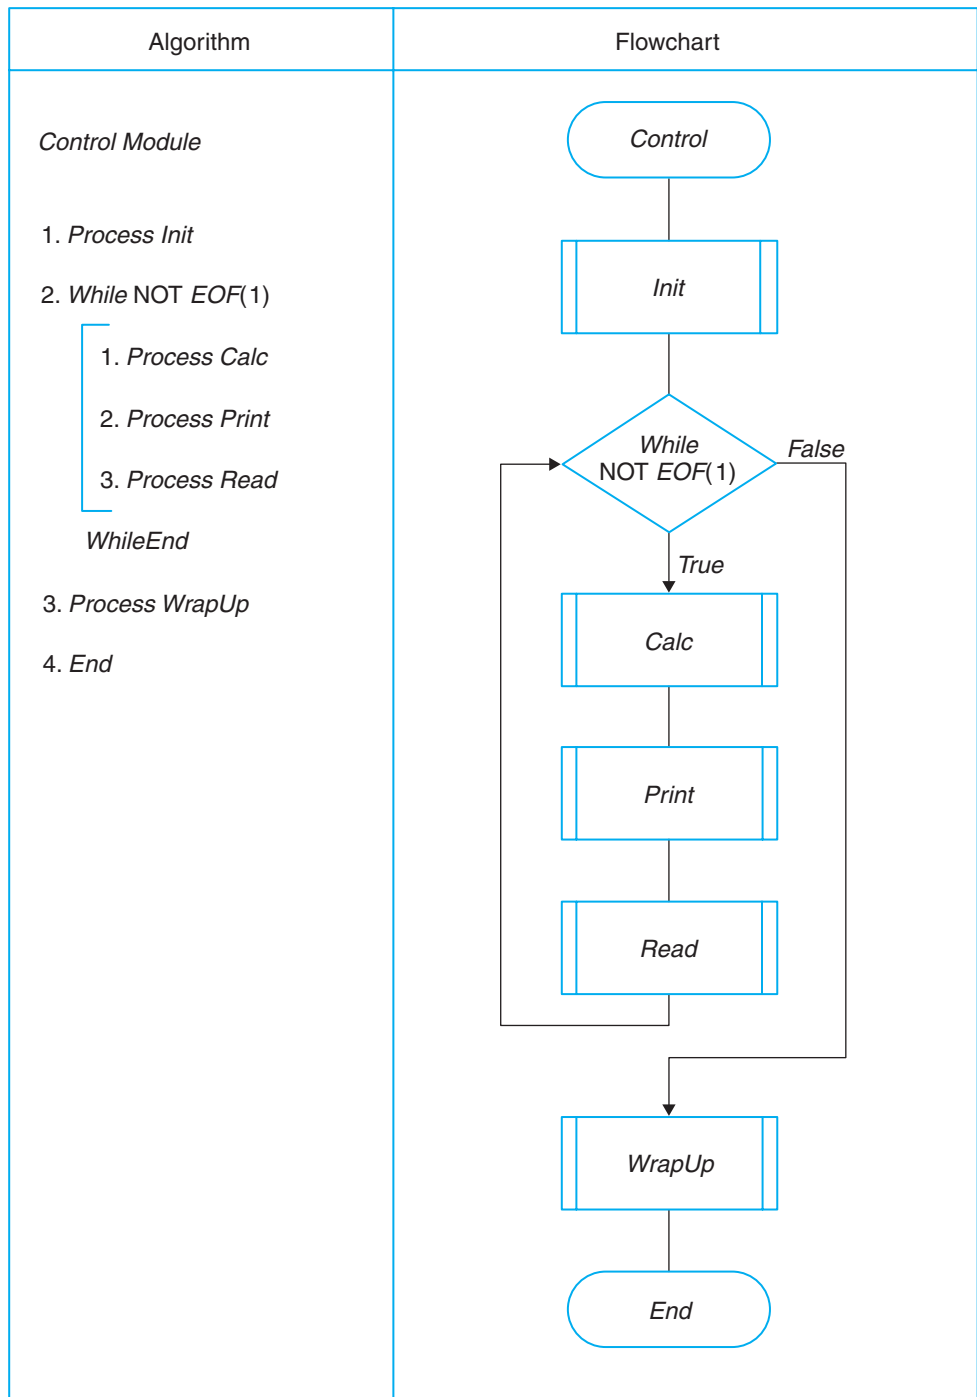 Algorithm
Flowchart
Control Module
1. Process Init
2. While NOT EOF(1)
1. Process Calc
2. Process Print
3. Process Read
WhileEnd
3. Process WrapUp
4. End
Control
Init
While
NOT EOF(1)
False
True
Calc
Print
Read
WrapUp
End